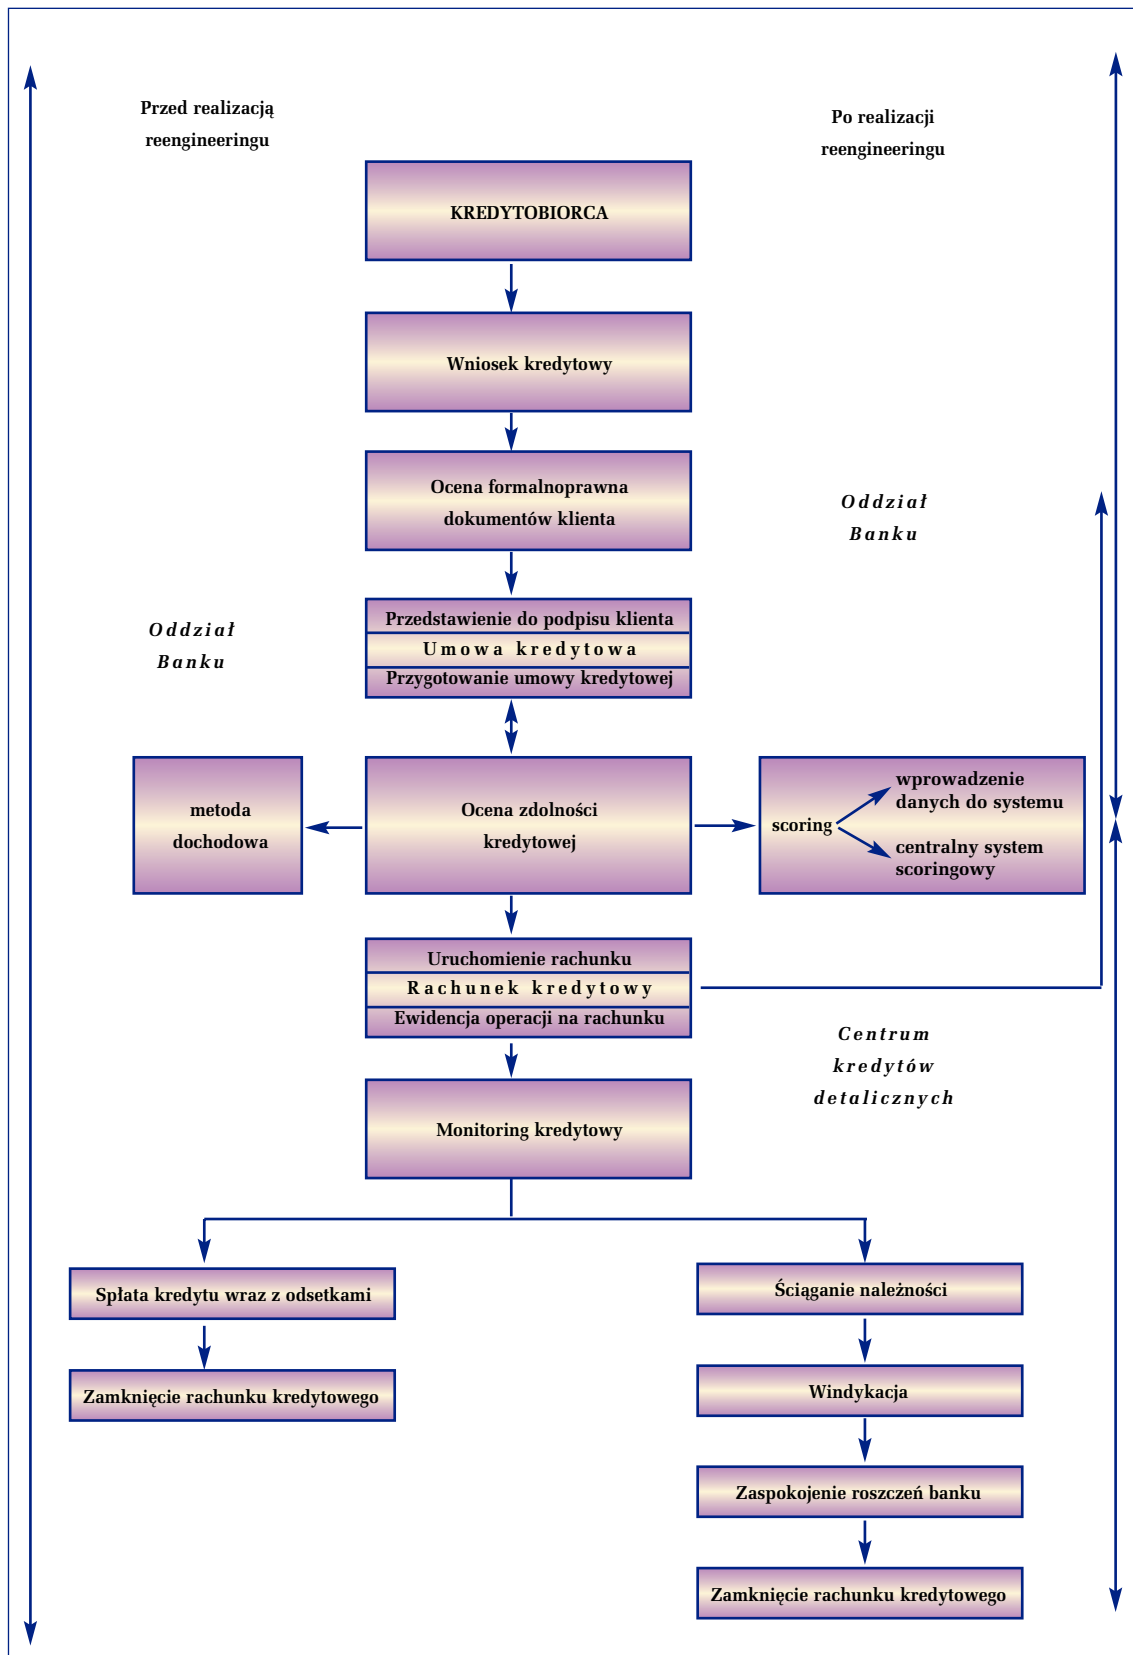 Przed realizacją
reengineeringu
Po realizacji
reengineeringu
KREDYTOBIORCA
Wniosek kredytowy
Ocena formalnoprawna
dokumentów klienta
Oddział
Banku
Przedstawienie do podpisu klienta
Umowa kredytowa
Przygotowanie umowy kredytowej
Oddział
Banku
metoda
dochodowa
Ocena zdolności
kredytowej
scoring
wprowadzenie
danych do systemu
centralny system
scoringowy
Uruchomienie rachunku
Rachunek kredytowy
Ewidencja operacji na rachunku
Centrum
kredytów
detalicznych
Monitoring kredytowy
Spłata kredytu wraz z odsetkami
Zamknięcie rachunku kredytowego
Ściąganie należności
Windykacja
Zaspokojenie roszczeń banku
Zamknięcie rachunku kredytowego